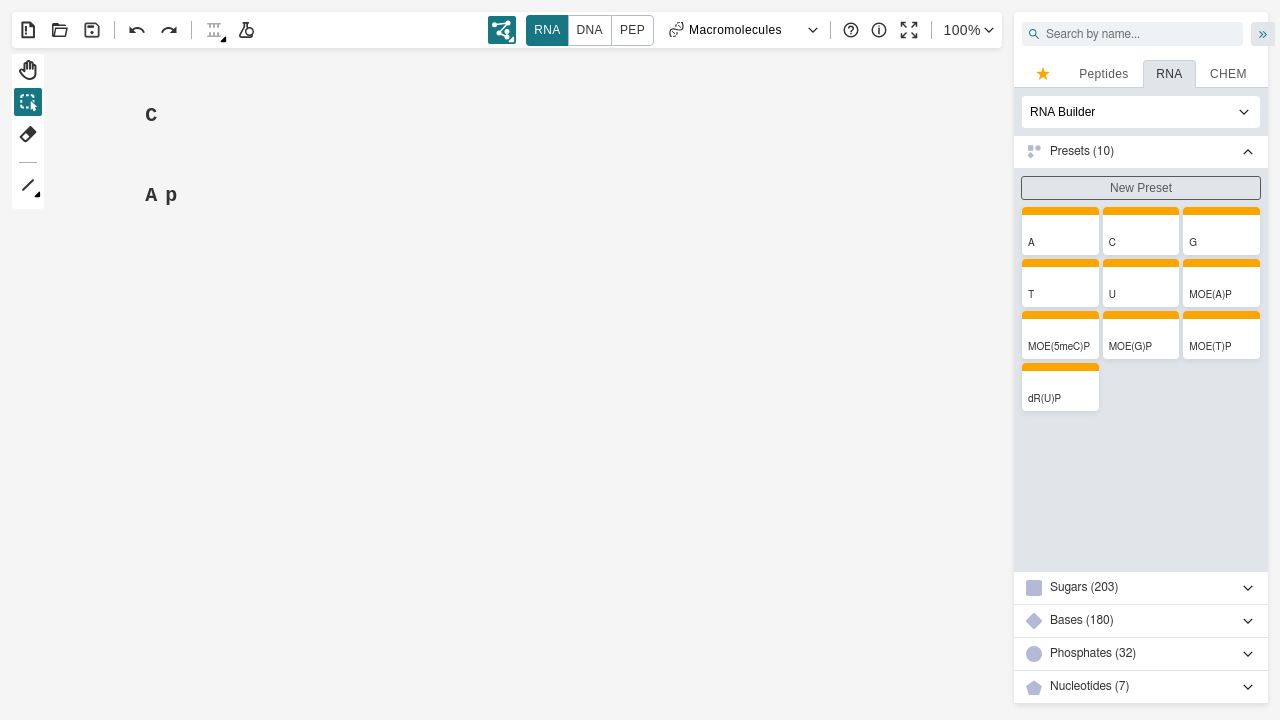 RNA DNA PEP Macromolecules 100%
Search by name...
Peptides RNA CHEM
C
RNA Builder
Presets (10)
New Preset
A p
A C G
T U MOE(A)P
MOE(5meC)P MOE(G)P MOE(T)P
dR(U)P
Sugars (203)
Bases (180)
Phosphates (32)
Nucleotides (7)